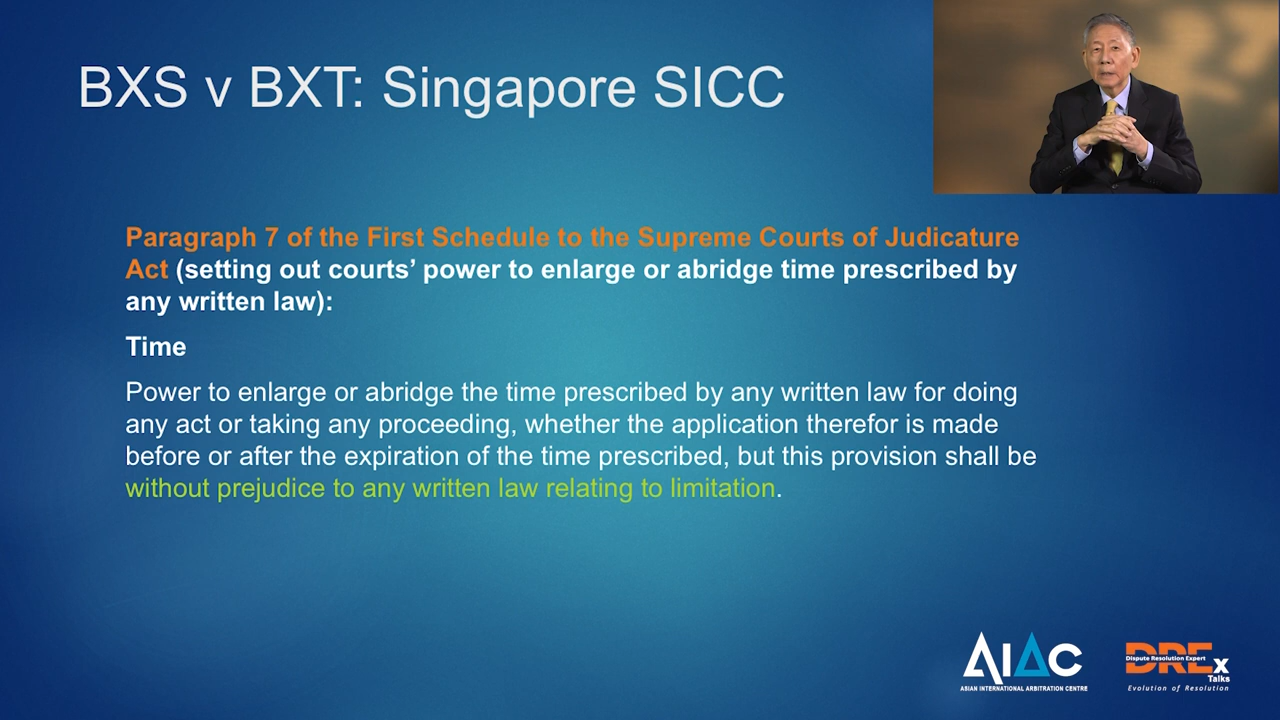 BXS v BXT: Singapore SICC
Paragraph 7 of the First Schedule to the Supreme Courts of Judicature
Act (setting out courts’ power to enlarge or abridge time prescribed by
any written law):
Time
Power to enlarge or abridge the time prescribed by any written law for doing
any act or taking any proceeding, whether the application therefor is made
before or after the expiration of the time prescribed, but this provision shall be
without prejudice to any written law relating to limitation.
AIAC
ASIAN INTERNATIONAL ARBITRATION CENTRE
DREx
Dispute Resolution Expert
Talks
Evolution of Resolution